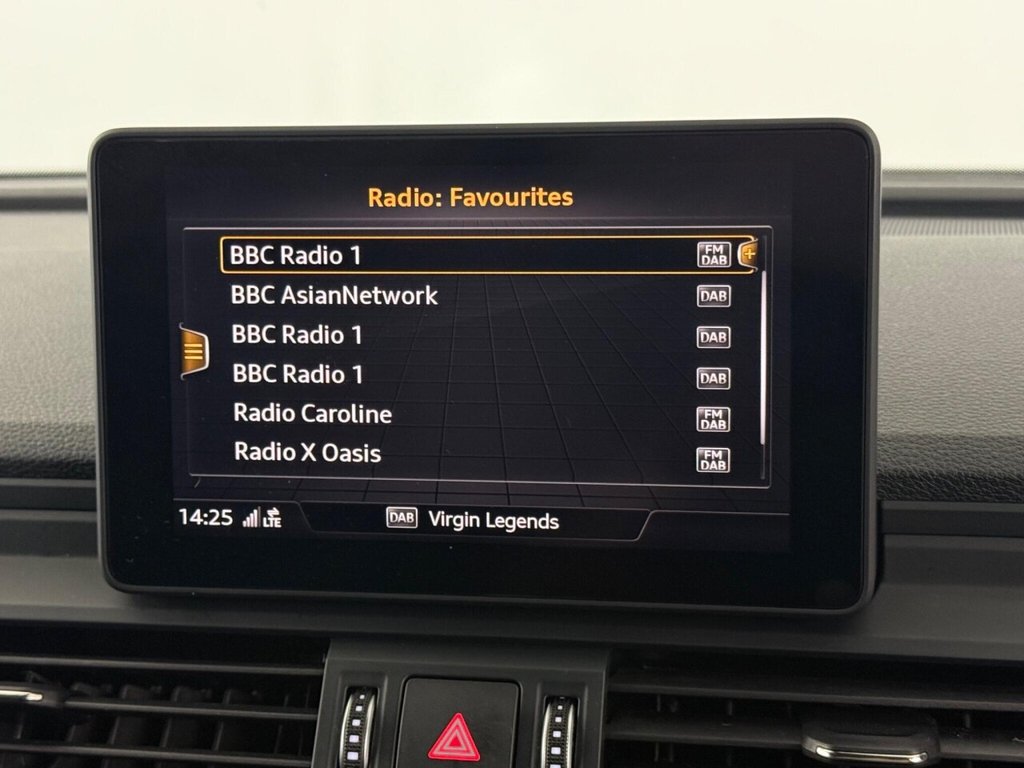 Radio: Favourites
BBC Radio 1 FM DAB
BBC AsianNetwork DAB
BBC Radio 1 DAB
BBC Radio 1 DAB
Radio Caroline FM DAB
Radio X Oasis FM DAB
14:25 LTE DAB Virgin Legends